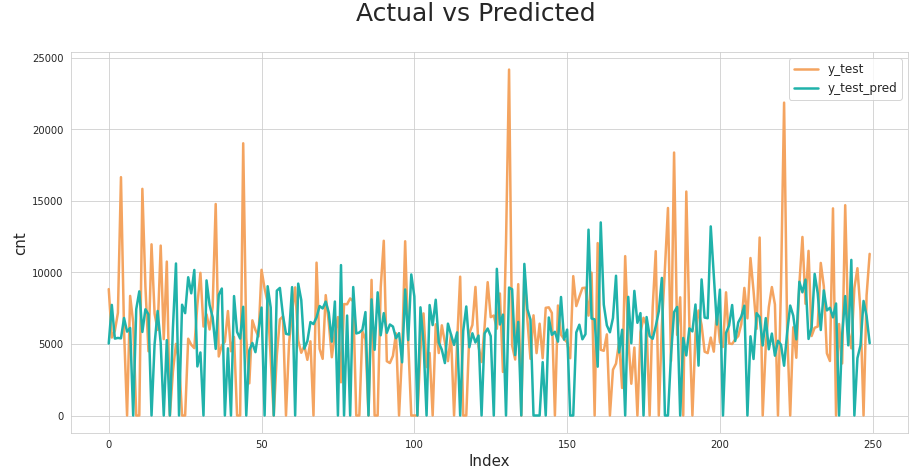 Actual vs Predicted
25000
y_test
y_test_pred
20000
15000
cnt
10000
5000
0
0 50 100 150 200 250
Index